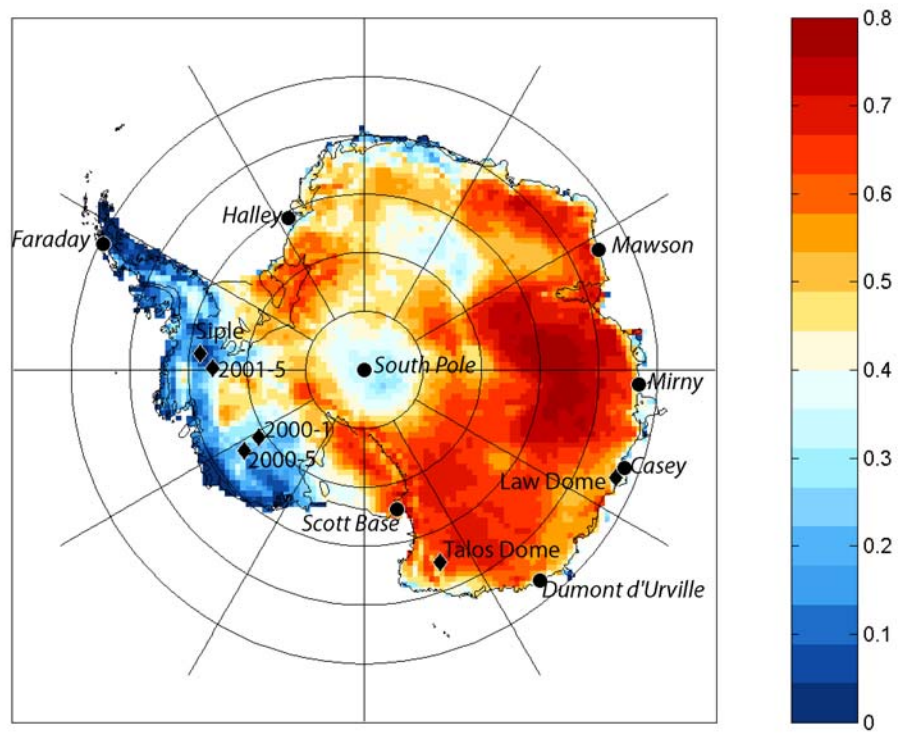 0.8
0.7
Halley
Faraday
Mawson
0.6
0.5
Siple
2001-5
South Pole
Mirny
0.4
2000-1
2000-5
Casey
Law Dome
0.3
Scott Base
Talos Dome
Dumont d'Urville
0.2
0.1
0